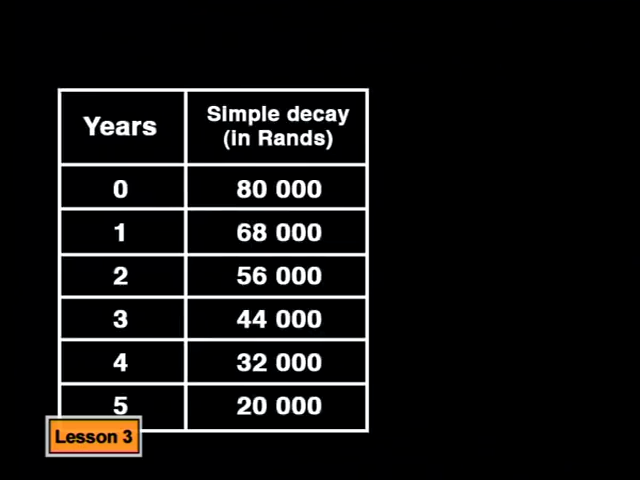 Years Simple decay
(in Rands)
0 80 000
1 68 000
2 56 000
3 44 000
4 32 000
5 20 000
Lesson 3